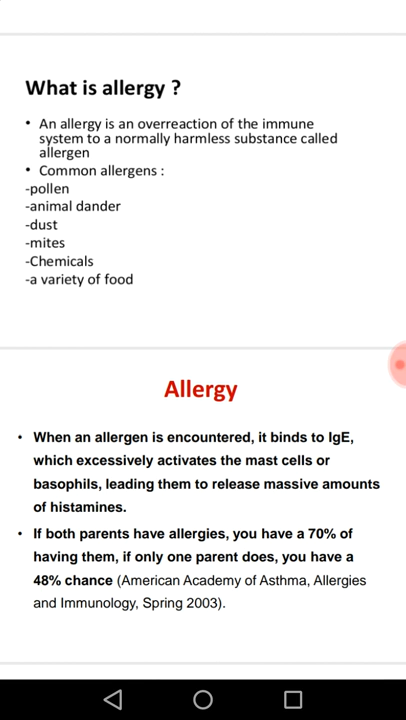 What is allergy ?
• An allergy is an overreaction of the immune
system to a normally harmless substance called
allergen
• Common allergens :
-pollen
-animal dander
-dust
-mites
-Chemicals
-a variety of food
Allergy
• When an allergen is encountered, it binds to IgE,
which excessively activates the mast cells or
basophils, leading them to release massive amounts
of histamines.
• If both parents have allergies, you have a 70% of
having them, if only one parent does, you have a
48% chance (American Academy of Asthma, Allergies
and Immunology, Spring 2003).